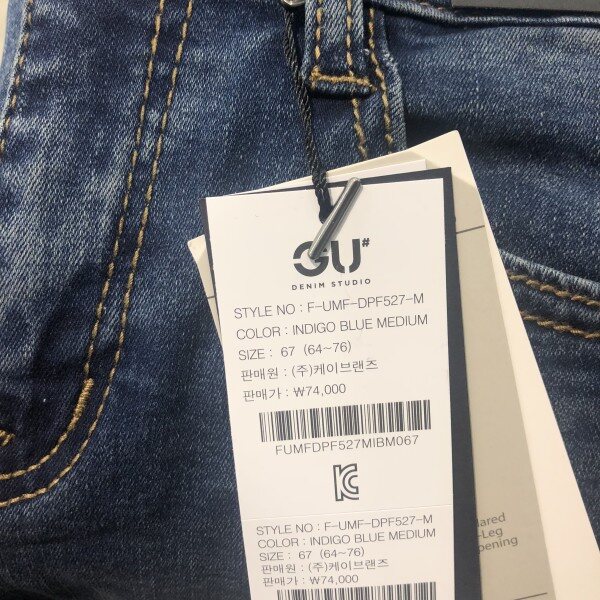 GU#
DENIM STUDIO
STYLE NO : F-UMF-DPF527-M
COLOR : INDIGO BLUE MEDIUM
SIZE : 67 (64~76)
판매원 : (주)케이브랜즈
판매가 : ₩74,000
FUMFDPF527MIBM067
STYLE NO : F-UMF-DPF527-M
COLOR : INDIGO BLUE MEDIUM
SIZE : 67 (64~76)
판매원 : (주)케이브랜즈
판매가 : ₩74,000
-Leg